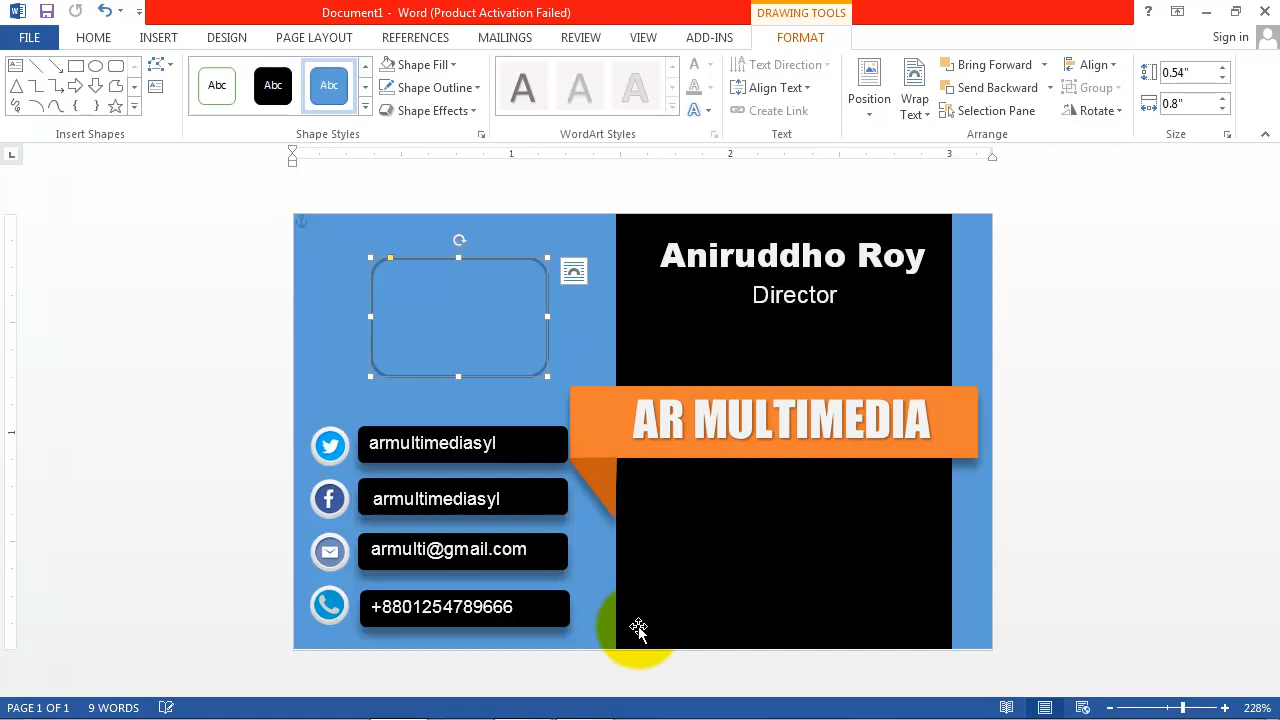 Document1 - Word (Product Activation Failed)
DRAWING TOOLS
FILE HOME INSERT DESIGN PAGE LAYOUT REFERENCES MAILINGS REVIEW VIEW ADD-INS FORMAT Sign in
Abc Abc Abc
Shape Fill
Shape Outline
Shape Effects
A A A
Text Direction
Align Text
Create Link
Position
Wrap
Text
Bring Forward
Send Backward
Selection Pane
Align
Group
Rotate
0.54"
0.8"
Insert Shapes Shape Styles WordArt Styles Text Arrange Size
1 2 3
1
Aniruddho Roy
Director
AR MULTIMEDIA
armultimediasyl
armultimediasyl
armulti@gmail.com
+8801254789666
PAGE 1 OF 1 9 WORDS 228%